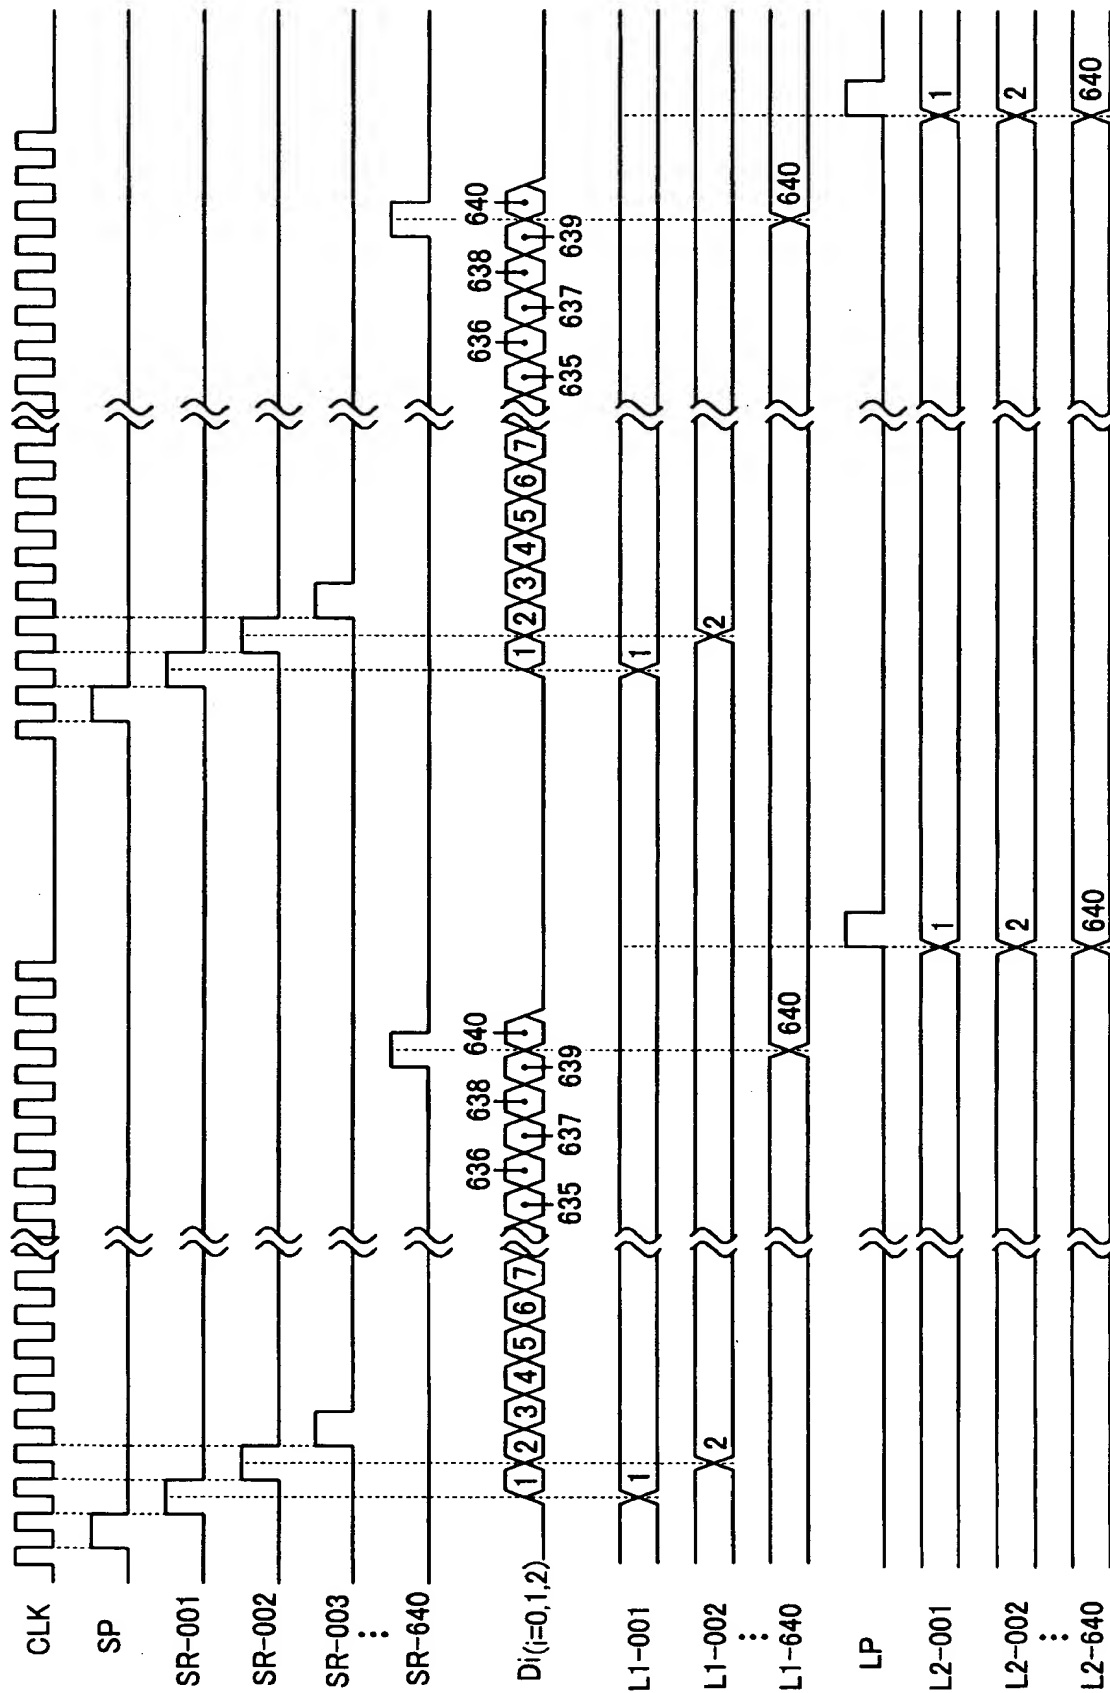 CLK
SP
SR-001
SR-002
SR-003
SR-640
Di(i=0,1,2)
1 2 3 4 5 6 7
636 638 640
635 637 639
1 2 3 4 5 6 7
636 638 640
635 637 639
L1-001
1 1
L1-002
2 2
L1-640
640 640
LP
L2-001
1 1
L2-002
2 2
L2-640
640 640